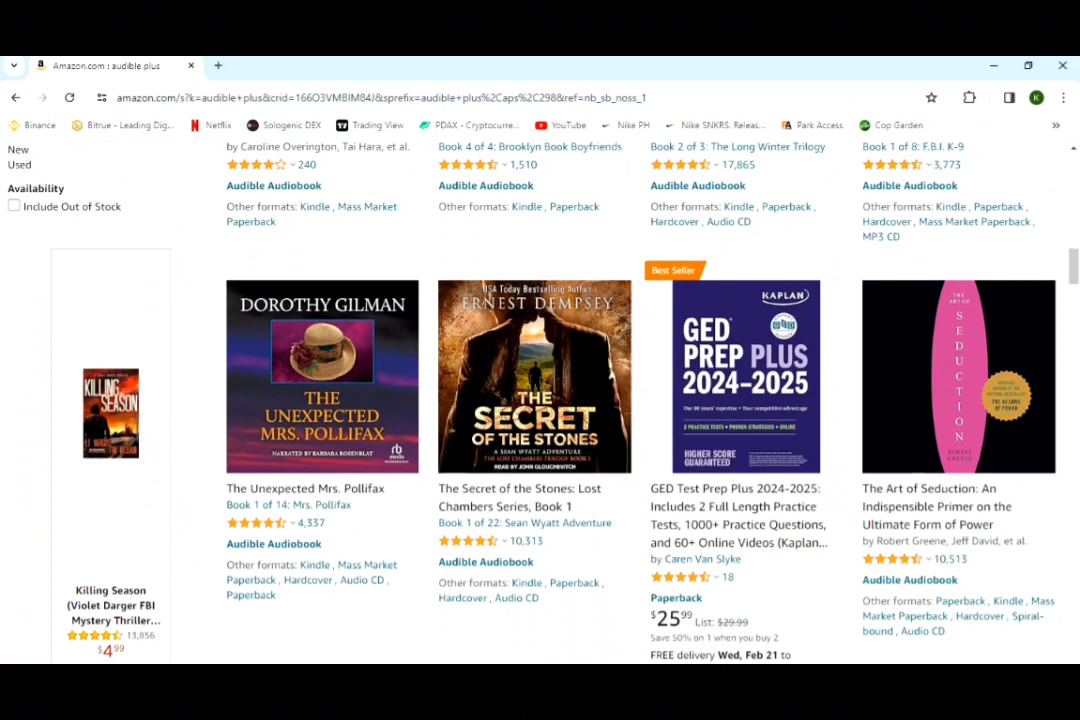 Amazon.com : audible plus
amazon.com/s?k=audible+plus&crid=166O3VMBIM84J&sprefix=audible+plus%2Caps%2C298&ref=nb_sb_noss_1
K
Binance
Bitrue - Leading Dig...
Netflix
Sologenic DEX
Trading View
PDAX - Cryptocurre...
YouTube
Nike PH
Nike SNKRS. Releas...
Park Access
Cop Garden
New
Used
Availability
Include Out of Stock
by Caroline Overington, Tai Hara, et al.
240
Audible Audiobook
Other formats: Kindle , Mass Market
Paperback
Book 4 of 4: Brooklyn Book Boyfriends
1,510
Audible Audiobook
Other formats: Kindle , Paperback
Book 2 of 3: The Long Winter Trilogy
17,865
Audible Audiobook
Other formats: Kindle , Paperback ,
Hardcover , Audio CD
Book 1 of 8: F.B.I. K-9
3,773
Audible Audiobook
Other formats: Kindle , Paperback ,
Hardcover , Mass Market Paperback ,
MP3 CD
KILLING
SEASON
Killing Season
(Violet Darger FBI
Mystery Thriller...
13,856
$4.99
DOROTHY GILMAN
THE
UNEXPECTED
MRS. POLLIFAX
NARRATED BY BARBARA ROSENBLAT
rb
media
The Unexpected Mrs. Pollifax
Book 1 of 14: Mrs. Pollifax
4,337
Audible Audiobook
Other formats: Kindle , Mass Market
Paperback , Hardcover , Audio CD ,
Paperback
USA Today Bestselling Author
ERNEST DEMPSEY
THE
SECRET
OF THE STONES
A SEAN WYATT ADVENTURE
THE LOST CHAMBERS TRILOGY BOOK 1
READ BY JOHN GLOUCHEVITCH
The Secret of the Stones: Lost
Chambers Series, Book 1
Book 1 of 22: Sean Wyatt Adventure
10,313
Audible Audiobook
Other formats: Kindle , Paperback ,
Hardcover , Audio CD
Best Seller
KAPLAN
GED
PREP PLUS
2024–2025
2 PRACTICE TESTS • PROVEN STRATEGIES • ONLINE
HIGHER SCORE
GUARANTEED
GED Test Prep Plus 2024-2025:
Includes 2 Full Length Practice
Tests, 1000+ Practice Questions,
and 60+ Online Videos (Kaplan...
by Caren Van Slyke
18
Paperback
$25.99 List: $29.99
Save 50% on 1 when you buy 2
FREE delivery Wed, Feb 21 to
THE
ART OF
SEDUCTION
ROBERT
GREENE
THE 48 LAWS
OF POWER
The Art of Seduction: An
Indispensible Primer on the
Ultimate Form of Power
by Robert Greene, Jeff David, et al.
10,513
Audible Audiobook
Other formats: Paperback , Kindle , Mass
Market Paperback , Hardcover , Spiral-
bound , Audio CD